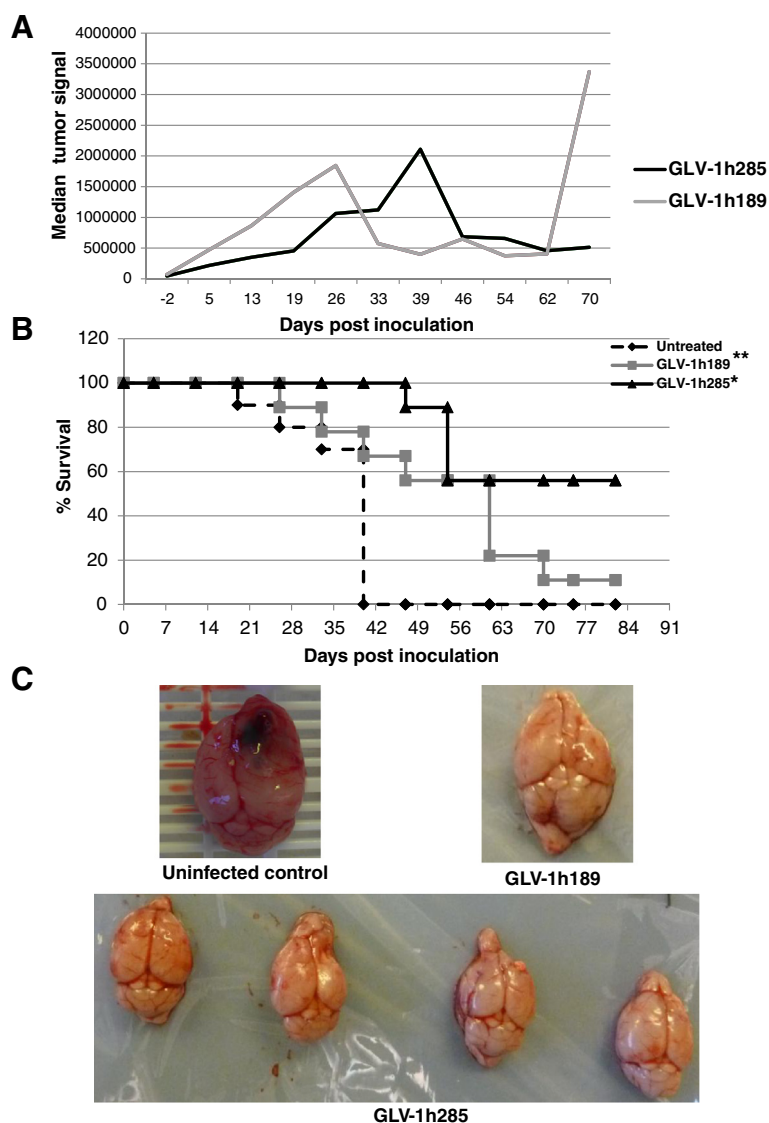 A
4000000
3500000
3000000
2500000
2000000
1500000
1000000
500000
0
Median tumor signal
-2 5 13 19 26 33 39 46 54 62 70
Days post inoculation
GLV-1h285
GLV-1h189
B
120
100
80
60
40
20
0
% Survival
0 7 14 21 28 35 42 49 56 63 70 77 84 91
Days post inoculation
Untreated
GLV-1h189**
GLV-1h285*
C
Uninfected control
GLV-1h189
GLV-1h285